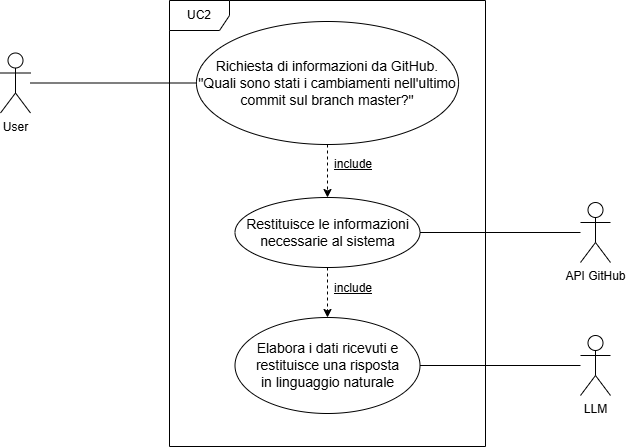 UC2
Richiesta di informazioni da GitHub.
"Quali sono stati i cambiamenti nell'ultimo
commit sul branch master?"
User
include
Restituisce le informazioni
necessarie al sistema
API GitHub
include
Elabora i dati ricevuti e
restituisce una risposta
in linguaggio naturale
LLM